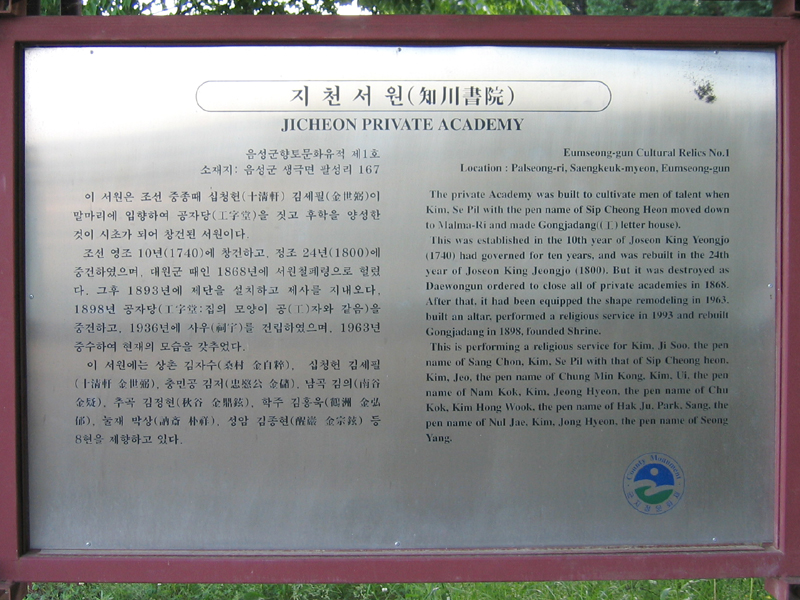 지 천 서 원(知川書院)
JICHEON PRIVATE ACADEMY
음성군향토문화유적 제1호
소재지: 음성군 생극면 팔성리 167
이 서원은 조선 중종때 십청헌(十淸軒) 김세필(金世弼)이
말마리에 입향하여 공자당(工字堂)을 짓고 후학을 양성한
것이 시초가 되어 창건된 서원이다.
조선 영조 10년(1740)에 창건하고, 정조 24년(1800)에
중건하였으며, 대원군 때인 1868년에 서원철폐령으로 헐렸
다. 그후 1893년에 제단을 설치하고 제사를 지내오다,
1898년 공자당(工字堂:집의 모양이 공(工)자와 같음)을
중건하고, 1936년에 사우(祠宇)를 건립하였으며, 1963년
중수하여 현재의 모습을 갖추었다.
이 서원에는 상촌 김자수(桑村 金自粹), 십청헌 김세필
(十淸軒 金世弼), 충민공 김저(忠愍公 金儲), 남곡 김의(南谷
金疑), 추곡 김정현(秋谷 金鼎鉉), 학주 김홍욱(鶴洲 金弘
郁), 눌재 박상(訥斎 朴祥), 성암 김종현(醒巖 金宗鉉) 등
8현을 제향하고 있다.
Eumseong-gun Cultural Relics No.1
Location : Palseong-ri, Saengkeuk-myeon, Eumseong-gun
The private Academy was built to cultivate men of talent when
Kim, Se Pil with the pen name of Sip Cheong Heon moved down
to Malma-Ri and made Gongjadang((工) letter house).
This was established in the 10th year of Joseon King Yeongjo
(1740) had governed for ten years, and was rebuilt in the 24th
year of Joseon King Jeongjo (1800). But it was destroyed as
Daewongun ordered to close all of private academies in 1868.
After that, it had been equipped the shape remodeling in 1963,
built an altar, performed a religious service in 1993 and rebuilt
Gongjadang in 1898, founded Shrine.
This is performing a religious service for Kim, Ji Soo, the pen
name of Sang Chon, Kim, Se Pil with that of Sip Cheong heon,
Kim, Jeo, the pen name of Chung Min Kong, Kim, Ui, the pen
name of Nam Kok, Kim, Jeong Hyeon, the pen name of Chu
Kok, Kim Hong Wook, the pen name of Hak Ju, Park, Sang, the
pen name of Nul Jae, Kim, Jong Hyeon, the pen name of Seong
Yang.
County Monument